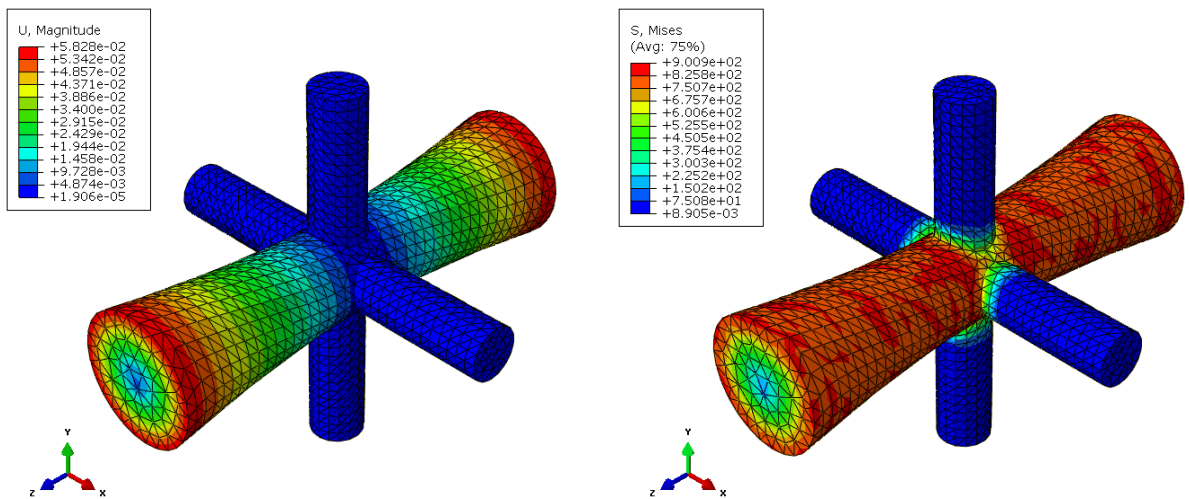 U, Magnitude
+5.828e-02
+5.342e-02
+4.857e-02
+4.371e-02
+3.886e-02
+3.400e-02
+2.915e-02
+2.429e-02
+1.944e-02
+1.458e-02
+9.728e-03
+4.874e-03
+1.906e-05
Y
Z
X
S, Mises
(Avg: 75%)
+9.009e+02
+8.258e+02
+7.507e+02
+6.757e+02
+6.006e+02
+5.255e+02
+4.505e+02
+3.754e+02
+3.003e+02
+2.252e+02
+1.502e+02
+7.508e+01
+8.905e-03
Y
Z
X